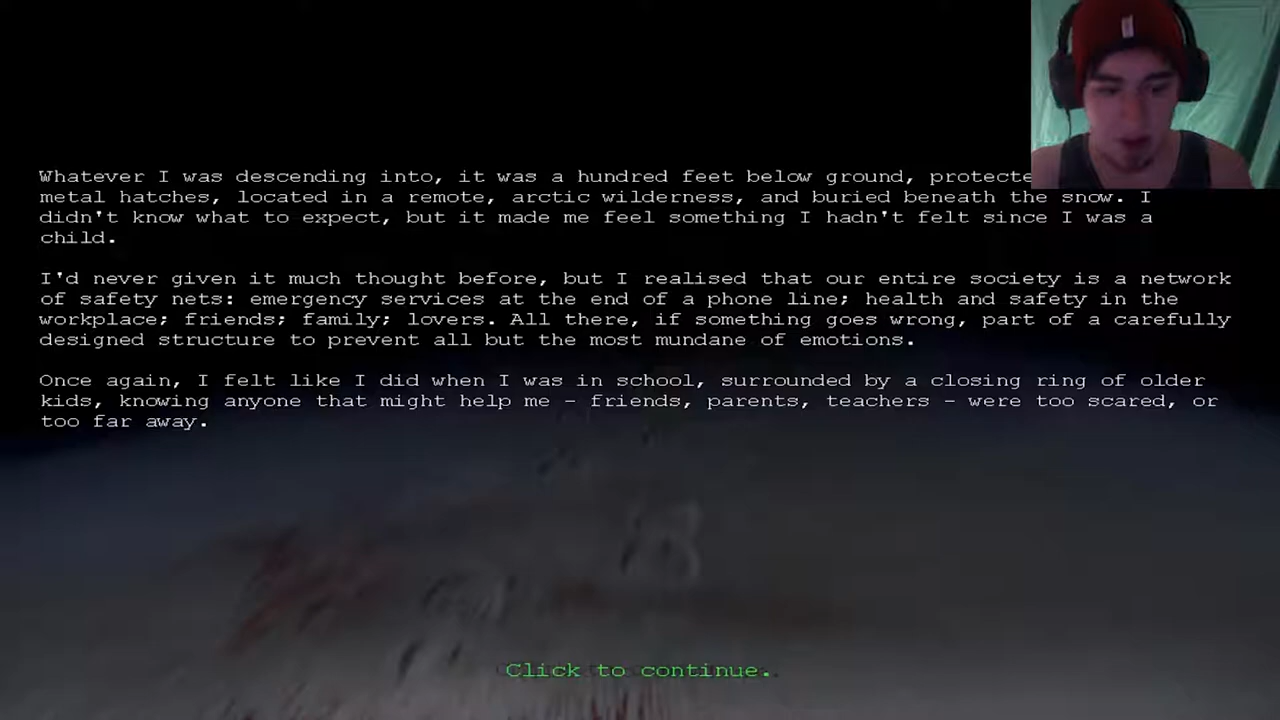 Whatever I was descending into, it was a hundred feet below ground,
metal hatches, located in a remote, arctic wilderness, and buried beneath the snow. I
didn't know what to expect, but it made me feel something I hadn't felt since I was a
child.
I'd never given it much thought before, but I realised that our entire society is a network
of safety nets: emergency services at the end of a phone line; health and safety in the
workplace; friends; family; lovers. All there, if something goes wrong, part of a carefully
designed structure to prevent all but the most mundane of emotions.
Once again, I felt like I did when I was in school, surrounded by a closing ring of older
kids, knowing anyone that might help me - friends, parents, teachers - were too scared, or
too far away.
Click to continue.